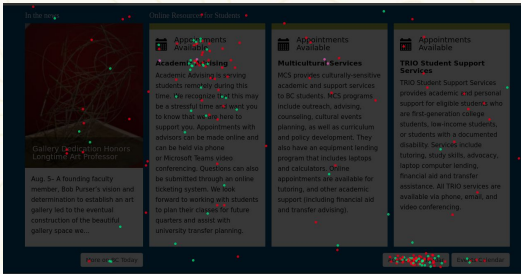 In the news
Online Resources for Students
Gallery Dedication Honors
Longtime Art Professor
Aug. 5– A founding faculty
member, Bob Purser's vision and
determination to establish an art
gallery led to the eventual
construction of the beautiful
gallery space we...
Appointments
Available
Academic Advising
Academic Advising is serving
students remotely during this
time. We recognize that this may
be a stressful time and want you
to know that we are here to
support you. Appointments with
advisors can be made online and
can be held via phone
or Microsoft Teams video
conferencing. Questions can also
be submitted through an online
ticketing system. We look
forward to working with students
to plan their classes for future
quarters and assist with
university transfer planning.
Appointments
Available
Multicultural Services
MCS provides culturally-sensitive
academic and support services
to BC students. MCS programs
include outreach, advising,
counselling, cultural events
planning, as well as curriculum
and policy development. They
also have an equipment lending
program that includes laptops
and calculators. Online
appointments are available for
tutoring, and other academic
support (including financial aid
and transfer advising).
Appointments
Available
TRIO Student Support
Services
TRIO Student Support Services
provides academic and personal
support for eligible students who
are first-generation college
students, low-income students,
or students with a documented
disability. Services include
tutoring, study skills, advocacy,
laptop computer lending,
financial aid and transfer
assistance. All TRIO services are
available via phone, email, and
video conferencing.